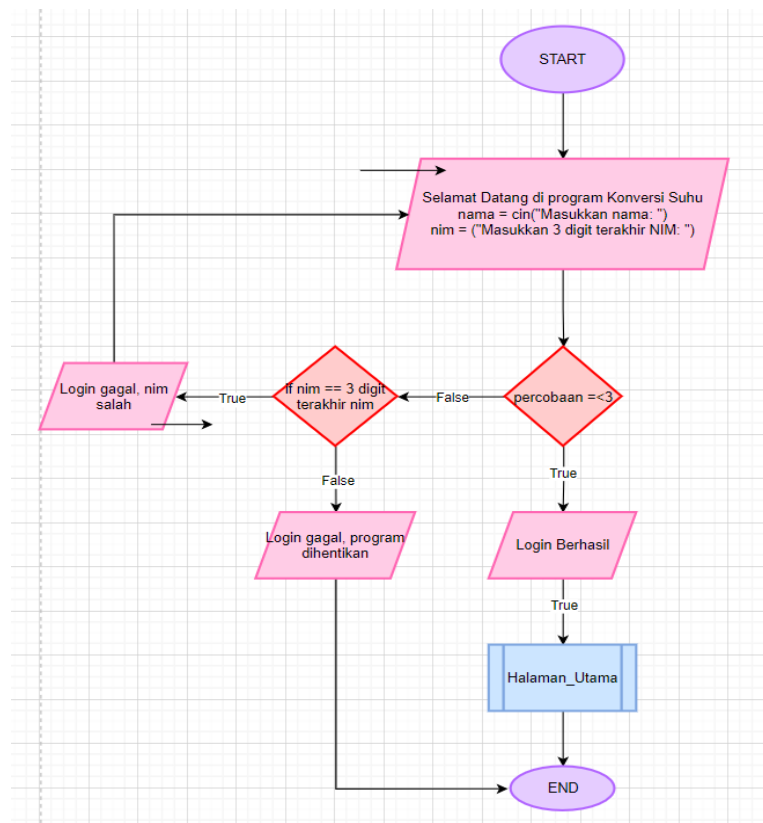 START
Selamat Datang di program Konversi Suhu
nama = cin("Masukkan nama: ")
nim = ("Masukkan 3 digit terakhir NIM: ")
percobaan =<3
False
If nim == 3 digit
terakhir nim
True
Login gagal, nim
salah
False
Login gagal, program
dihentikan
True
Login Berhasil
True
Halaman_Utama
END